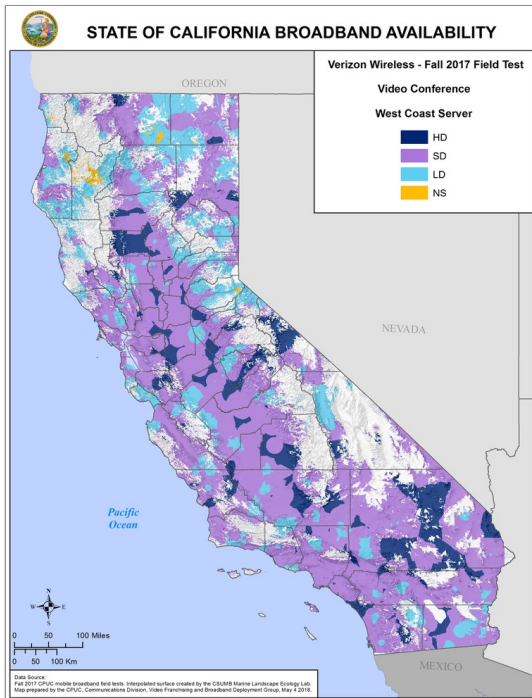 STATE OF CALIFORNIA BROADBAND AVAILABILITY
Verizon Wireless - Fall 2017 Field Test
Video Conference
West Coast Server
HD
SD
LD
NS
OREGON
NEVADA
Pacific
Ocean
N
W E
S
0 50 100 Miles
0 50 100 Km
MEXICO
Data Source:
Fall 2017 CPUC mobile broadband field tests. Interpolated surface created by the CSUMB Marine Landscape Ecology Lab.
Map prepared by the CPUC, Communications Division, Video Franchising and Broadband Deployment Group, May 4 2018.